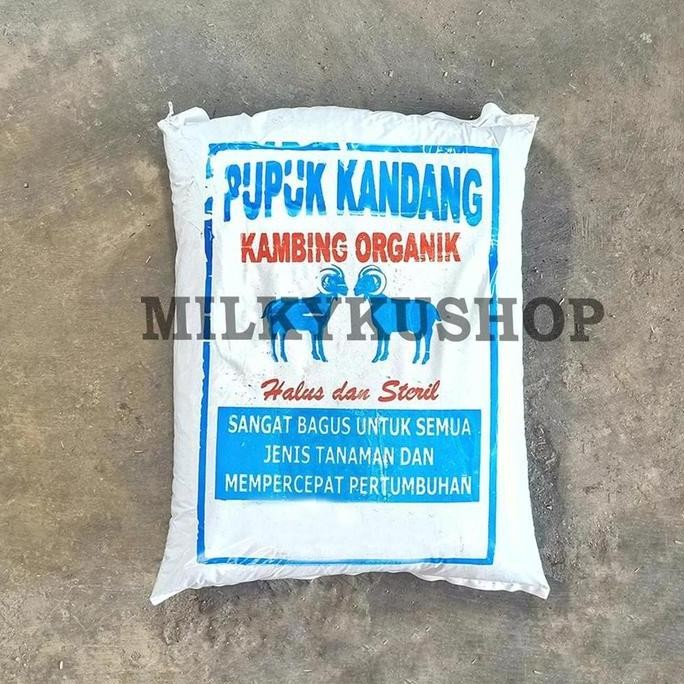 PUPUK KANDANG
KAMBING ORGANIK
MILKYKUSHOP
Halus dan Steril
SANGAT BAGUS UNTUK SEMUA
JENIS TANAMAN DAN
MEMPERCEPAT PERTUMBUHAN